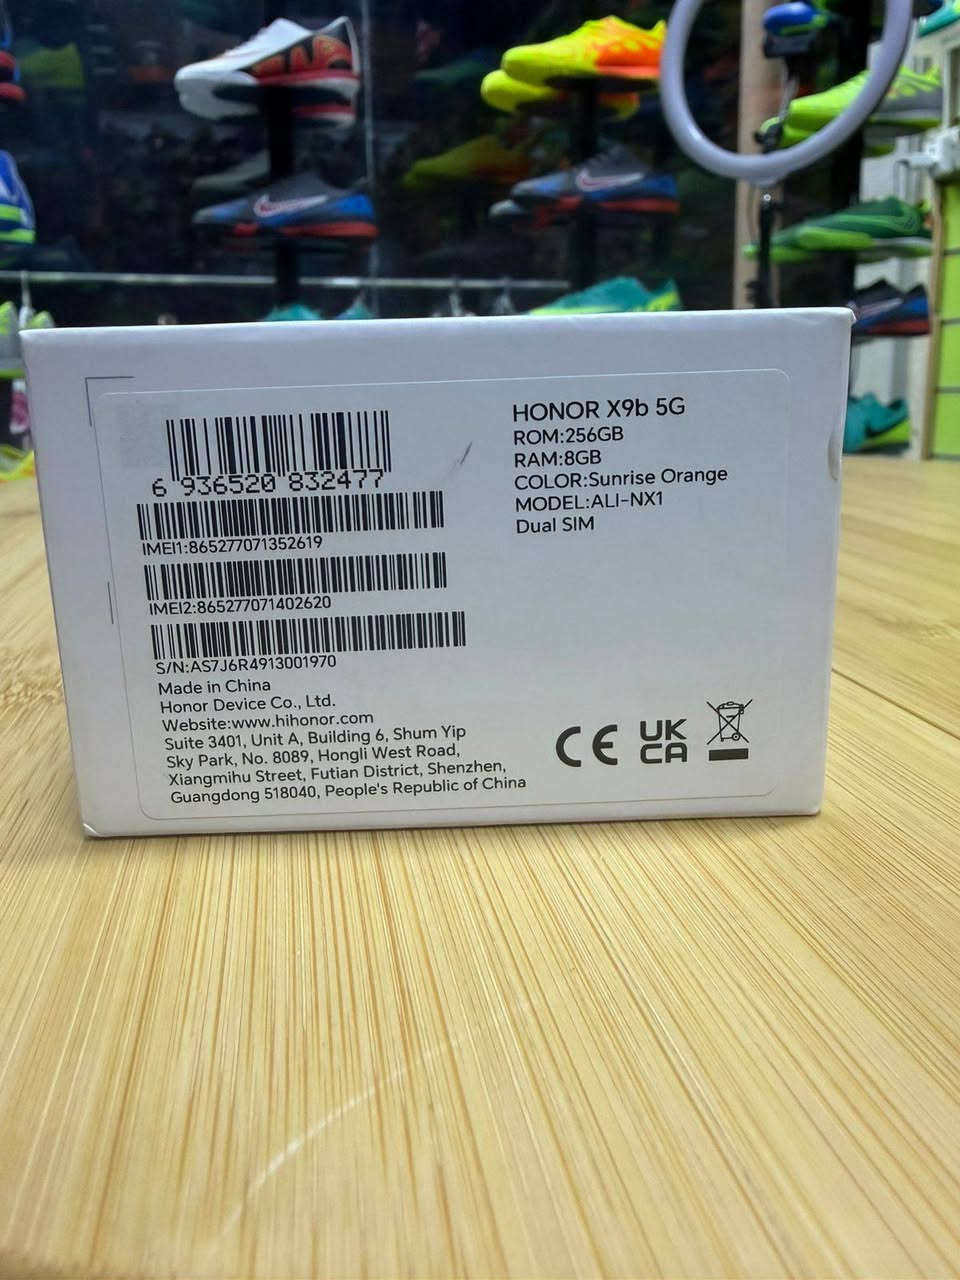 6 936520 832477
IMEI1:865277071352619
IMEI2:865277071402620
S/N:AS7J6R4913001970
Made in China
Honor Device Co., Ltd.
Website:www.hihonor.com
Suite 3401, Unit A, Building 6, Shum Yip
Sky Park, No. 8089, Hongli West Road,
Xiangmihu Street, Futian District, Shenzhen,
Guangdong 518040, People's Republic of China
HONOR X9b 5G
ROM:256GB
RAM:8GB
COLOR:Sunrise Orange
MODEL:ALI-NX1
Dual SIM
CE
UK
CA